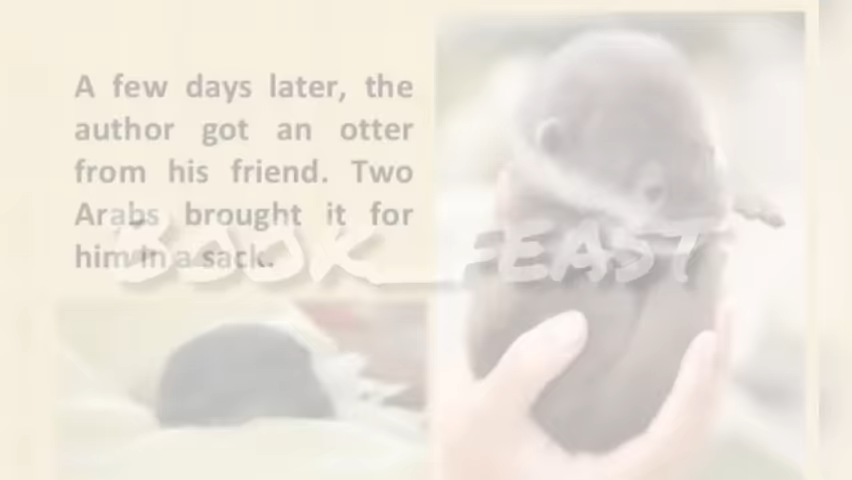 A few days later, the
author got an otter
from his friend. Two
Arabs brought it for
him in a sack.
BOOK_FEAST